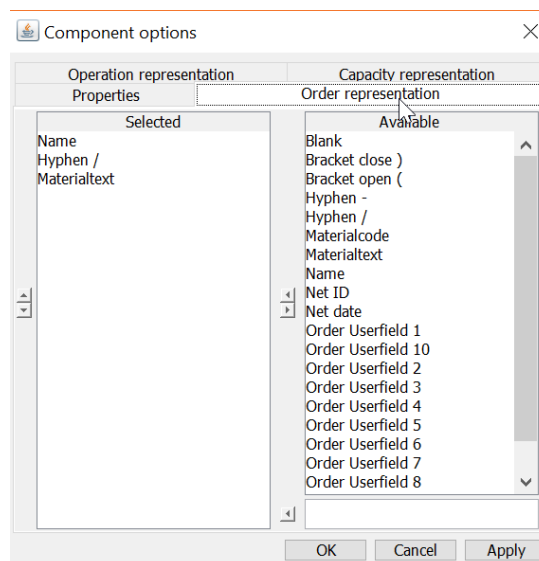 Component options
Operation representation
Capacity representation
Properties
Order representation
Selected
Name
Hyphen /
Materialtext
Available
Blank
Bracket close )
Bracket open (
Hyphen -
Hyphen /
Materialcode
Materialtext
Name
Net ID
Net date
Order Userfield 1
Order Userfield 10
Order Userfield 2
Order Userfield 3
Order Userfield 4
Order Userfield 5
Order Userfield 6
Order Userfield 7
Order Userfield 8
OK
Cancel
Apply